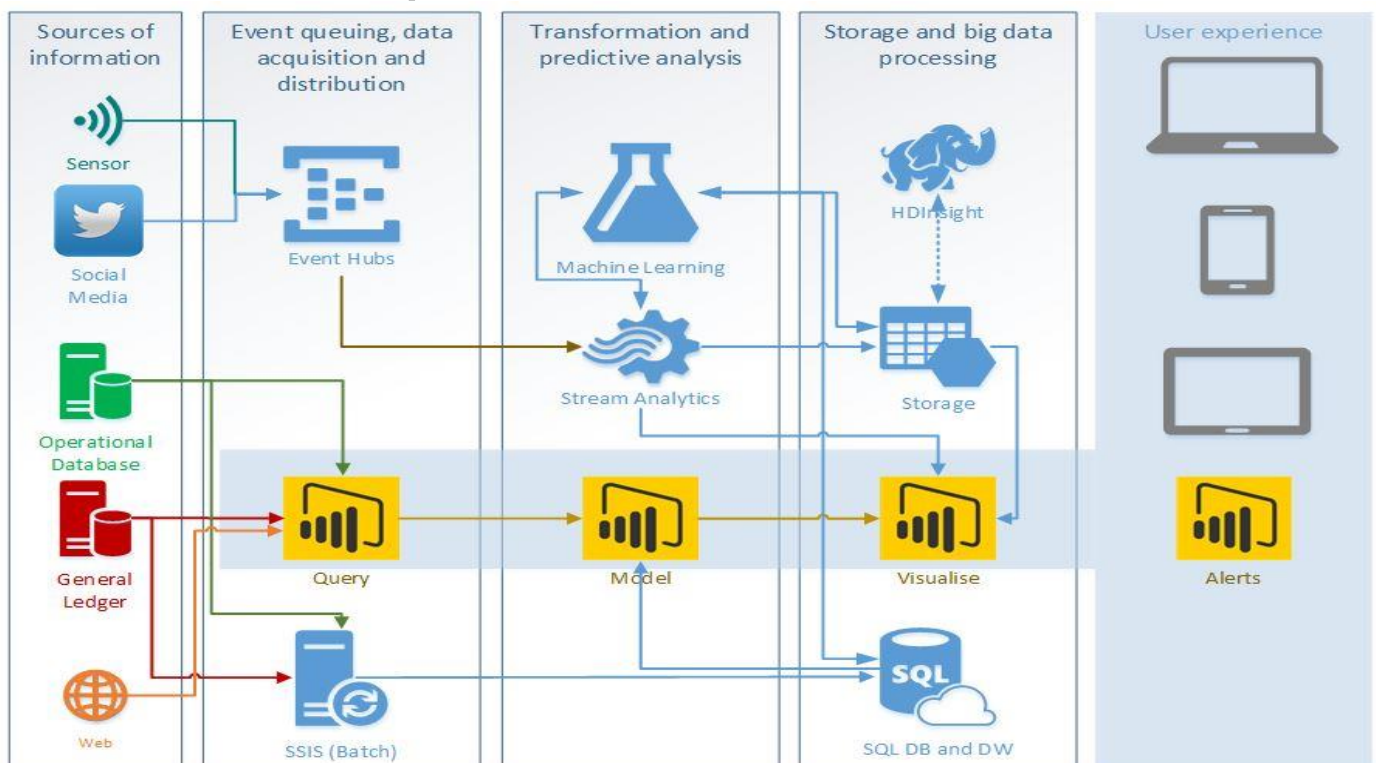 Sources of
information
Event queuing, data
acquisition and
distribution
Transformation and
predictive analysis
Storage and big data
processing
User experience
Sensor
Social
Media
Event Hubs
Machine Learning
HDInsight
Operational
Database
Stream Analytics
Storage
General
Ledger
Query
Model
Visualise
Alerts
Web
SSIS (Batch)
SQL
SQL DB and DW